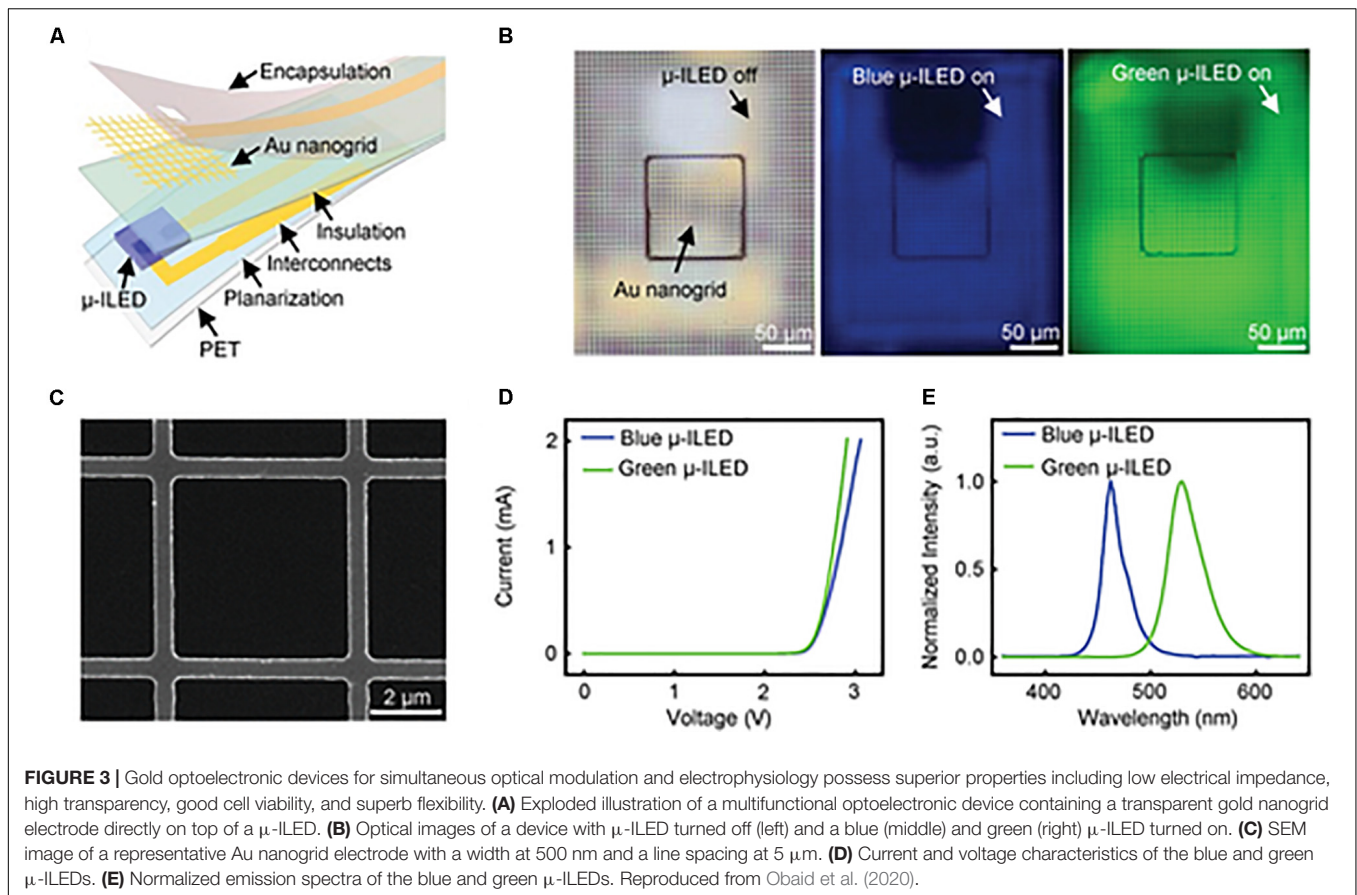 A
Encapsulation
Au nanogrid
Insulation
Interconnects
μ-ILED
Planarization
PET
B
μ-ILED off
Au nanogrid
50 μm
Blue μ-ILED on
50 μm
Green μ-ILED on
50 μm
C
2 μm
D
Blue μ-ILED
Green μ-ILED
Current (mA)
2
1
0
0 1 2 3
Voltage (V)
E
Blue μ-ILED
Green μ-ILED
Normalized Intensity (a.u.)
1.0
0.5
0.0
400 500 600
Wavelength (nm)
FIGURE 3 | Gold optoelectronic devices for simultaneous optical modulation and electrophysiology possess superior properties including low electrical impedance,
high transparency, good cell viability, and superb flexibility. (A) Exploded illustration of a multifunctional optoelectronic device containing a transparent gold nanogrid
electrode directly on top of a μ-ILED. (B) Optical images of a device with μ-ILED turned off (left) and a blue (middle) and green (right) μ-ILED turned on. (C) SEM
image of a representative Au nanogrid electrode with a width at 500 nm and a line spacing at 5 μm. (D) Current and voltage characteristics of the blue and green
μ-ILEDs. (E) Normalized emission spectra of the blue and green μ-ILEDs. Reproduced from Obaid et al. (2020).